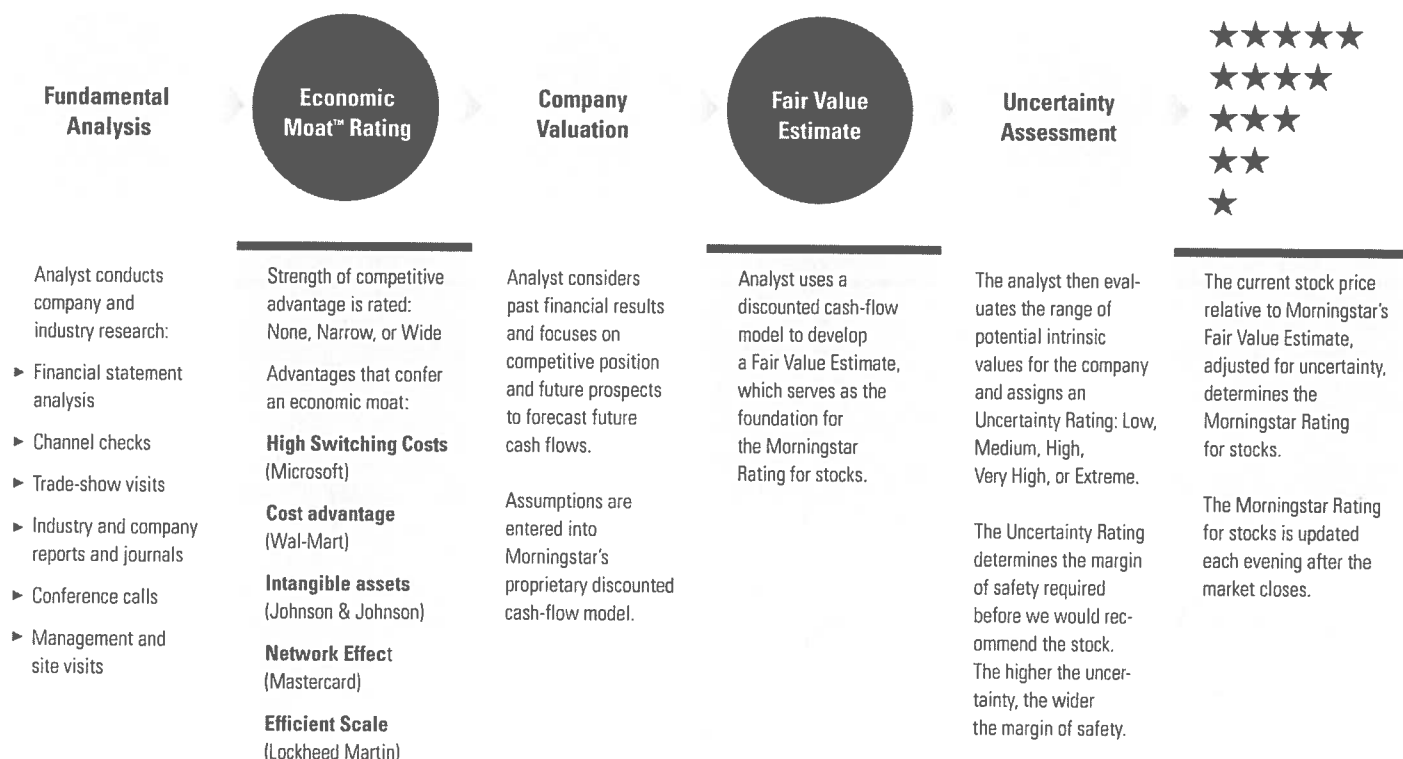 Fundamental
Analysis
Economic
Moat™ Rating
Company
Valuation
Fair Value
Estimate
Uncertainty
Assessment
Analyst conducts
company and
industry research:
► Financial statement
analysis
► Channel checks
► Trade-show visits
► Industry and company
reports and journals
► Conference calls
► Management and
site visits
Strength of competitive
advantage is rated:
None, Narrow, or Wide
Advantages that confer
an economic moat:
High Switching Costs
(Microsoft)
Cost advantage
(Wal-Mart)
Intangible assets
(Johnson & Johnson)
Network Effect
(Mastercard)
Efficient Scale
(Lockheed Martin)
Analyst considers
past financial results
and focuses on
competitive position
and future prospects
to forecast future
cash flows.
Assumptions are
entered into
Morningstar's
proprietary discounted
cash-flow model.
Analyst uses a
discounted cash-flow
model to develop
a Fair Value Estimate,
which serves as the
foundation for
the Morningstar
Rating for stocks.
The analyst then eval-
uates the range of
potential intrinsic
values for the company
and assigns an
Uncertainty Rating: Low,
Medium, High,
Very High, or Extreme.
The Uncertainty Rating
determines the margin
of safety required
before we would rec-
ommend the stock.
The higher the uncer-
tainty, the wider
the margin of safety.
The current stock price
relative to Morningstar's
Fair Value Estimate,
adjusted for uncertainty,
determines the
Morningstar Rating
for stocks.
The Morningstar Rating
for stocks is updated
each evening after the
market closes.